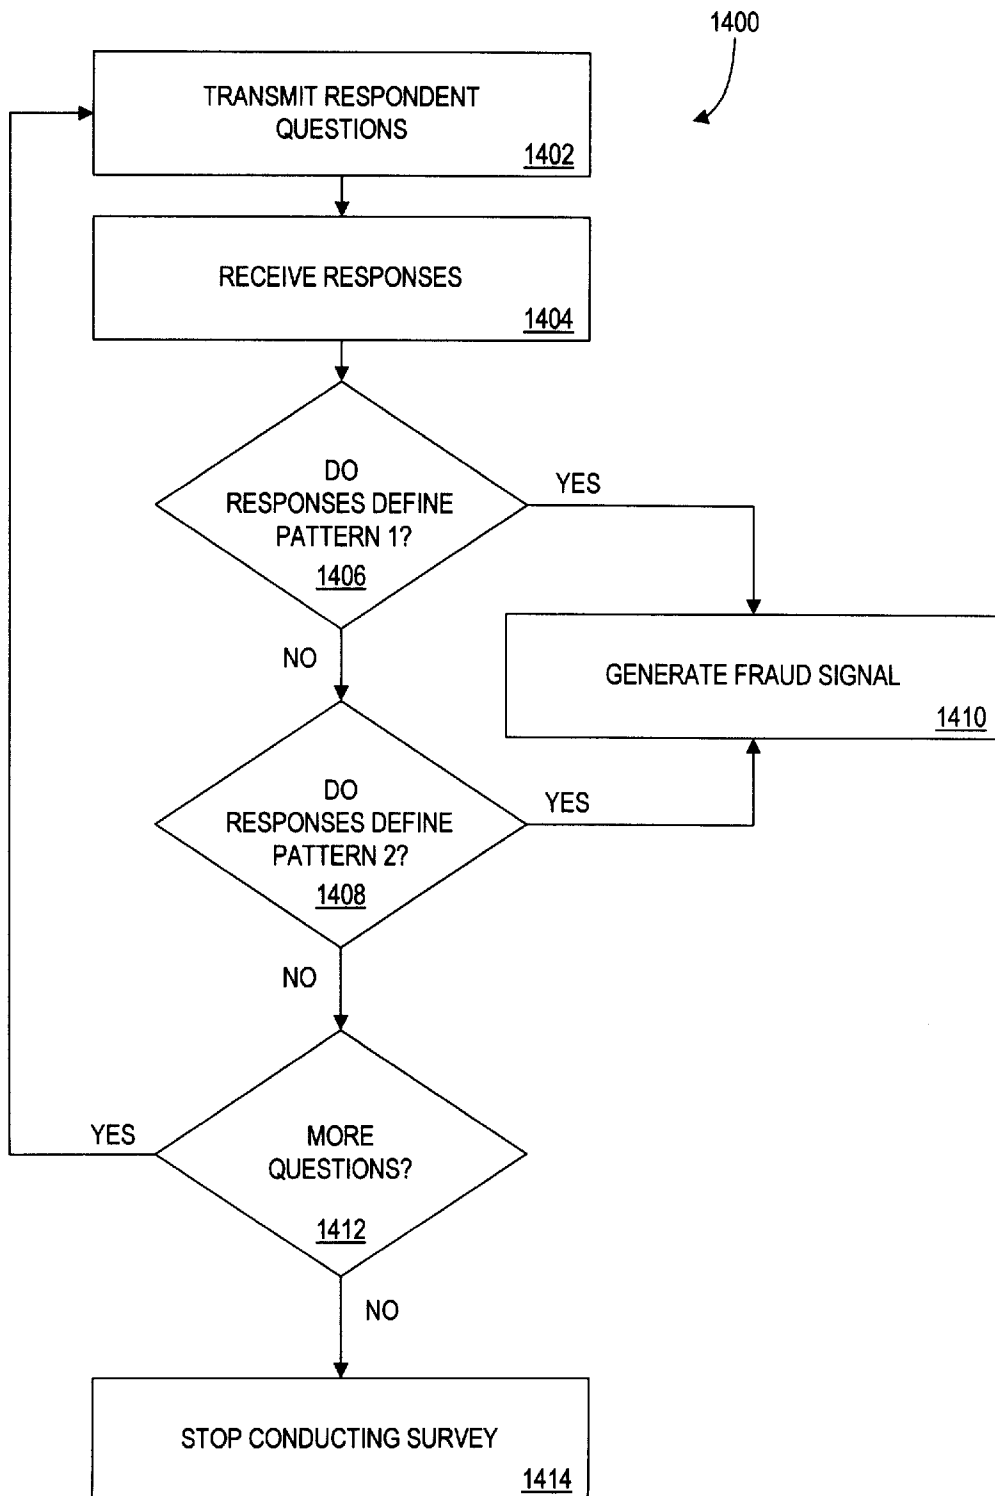 1400
TRANSMIT RESPONDENT
QUESTIONS
1402
RECEIVE RESPONSES
1404
DO
RESPONSES DEFINE
PATTERN 1?
1406
YES
NO
GENERATE FRAUD SIGNAL
1410
DO
RESPONSES DEFINE
PATTERN 2?
1408
YES
NO
MORE
QUESTIONS?
1412
YES
NO
STOP CONDUCTING SURVEY
1414